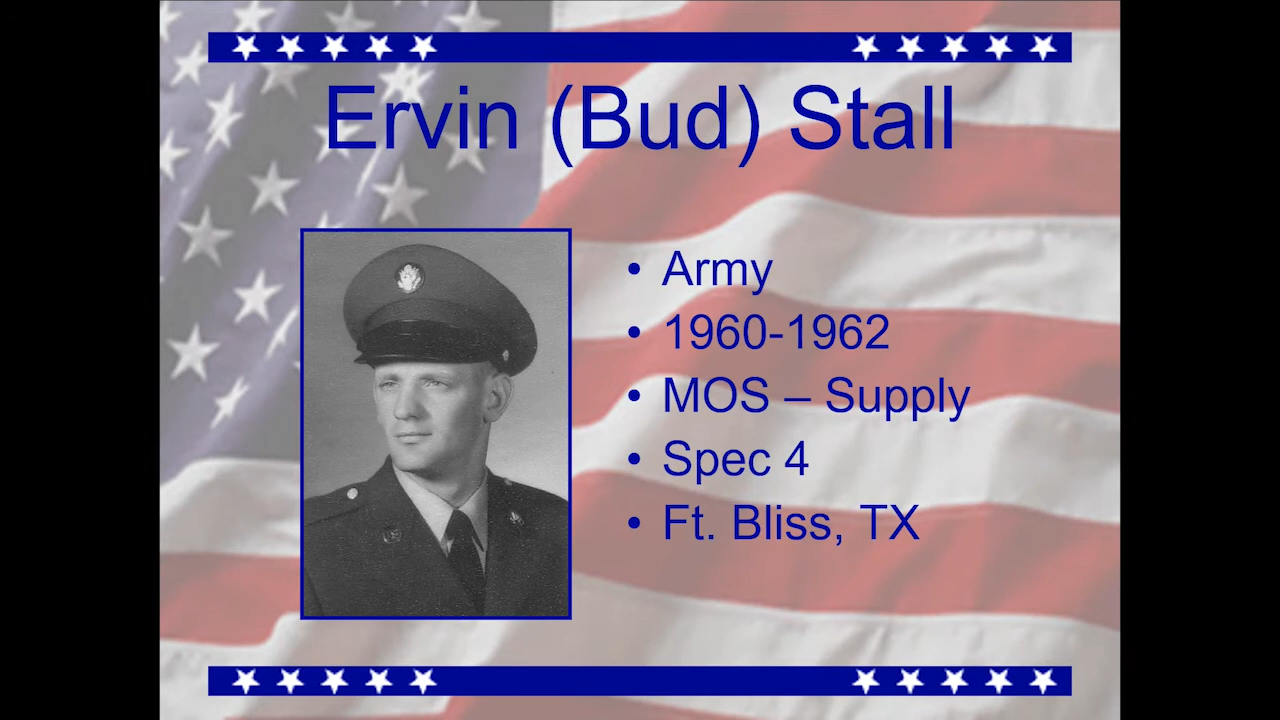 Ervin (Bud) Stall
• Army
• 1960-1962
• MOS – Supply
• Spec 4
• Ft. Bliss, TX